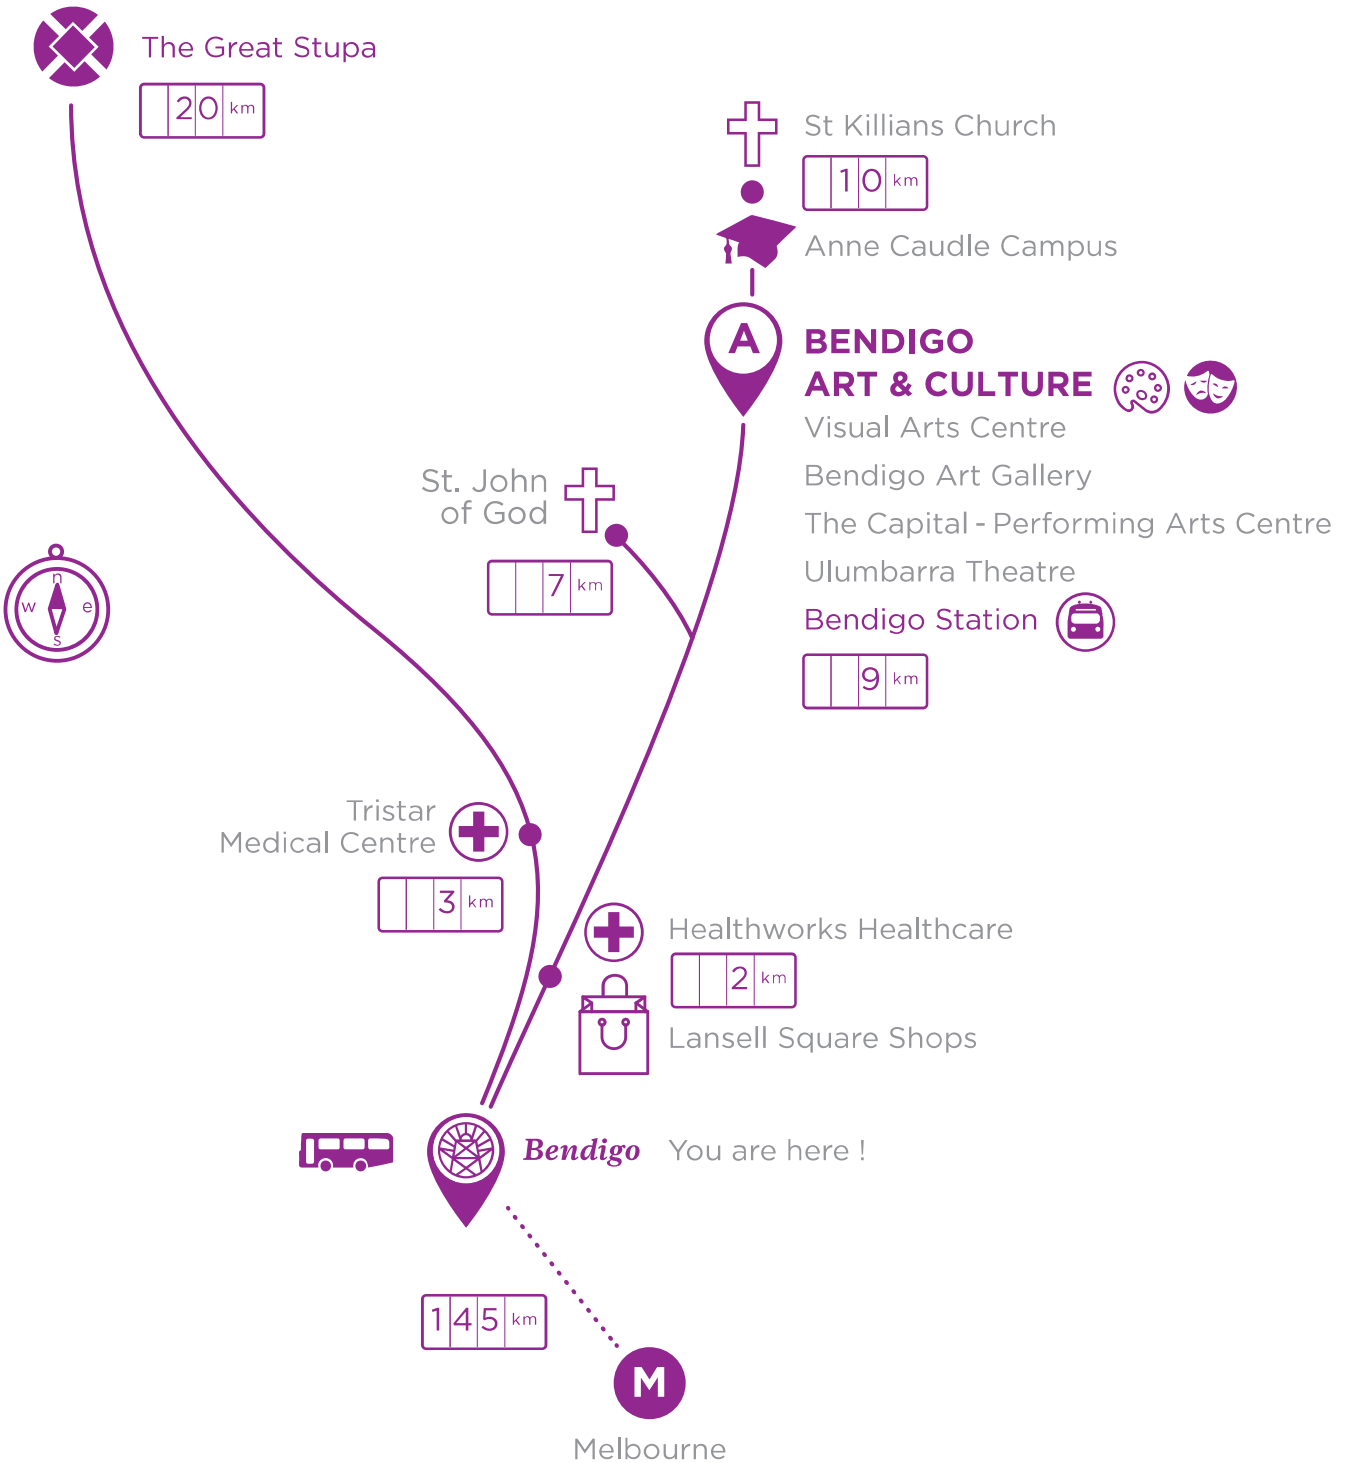 The Great Stupa
20 km
St Killians Church
10 km
Anne Caudle Campus
A
BENDIGO
ART & CULTURE
Visual Arts Centre
Bendigo Art Gallery
The Capital - Performing Arts Centre
Ulumbarra Theatre
Bendigo Station
9 km
St. John
of God
7 km
n
w e
s
Tristar
Medical Centre
3 km
Healthworks Healthcare
2 km
Lansell Square Shops
Bendigo You are here !
145 km
M
Melbourne